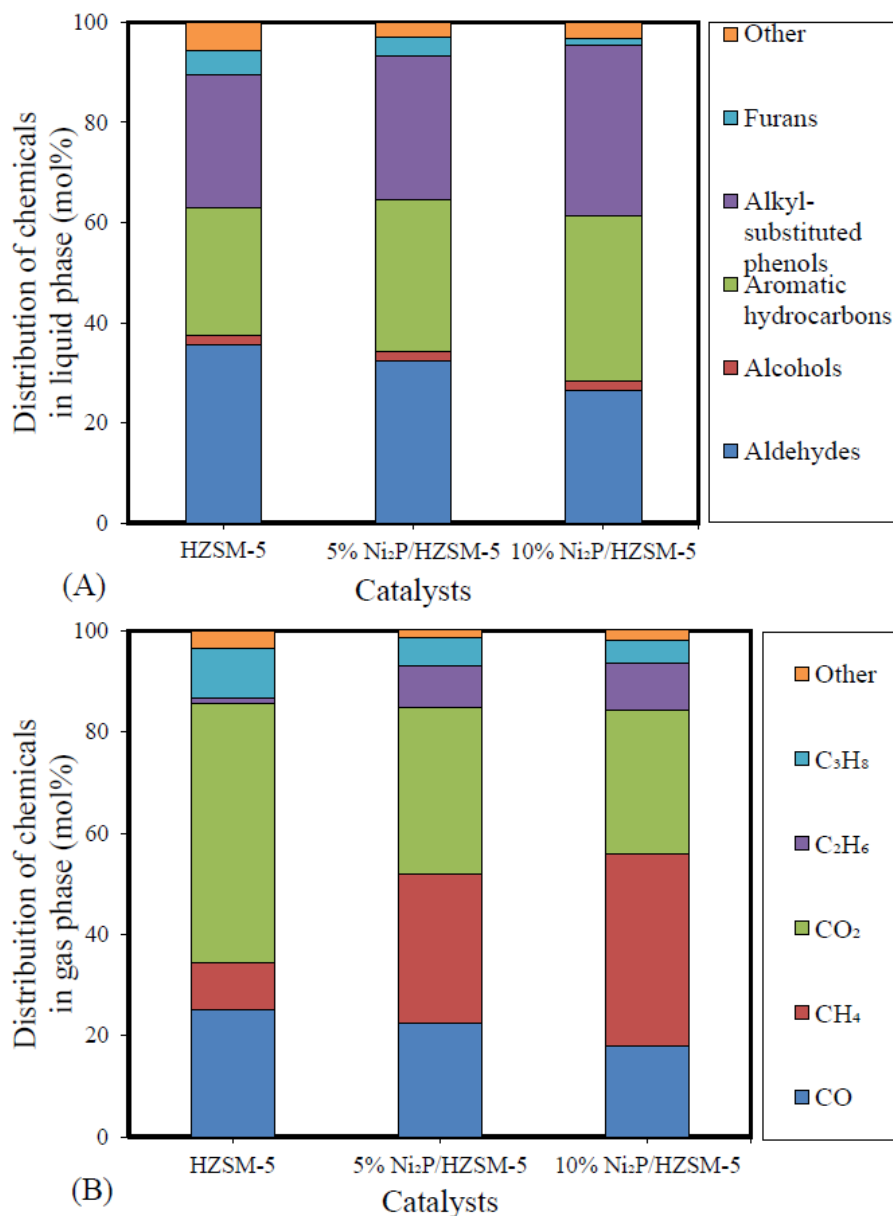 Distribution of chemicals
in liquid phase (mol%)
100
80
60
40
20
0
HZSM-5
5% Ni₂P/HZSM-5
10% Ni₂P/HZSM-5
Catalysts
(A)
Other
Furans
Alkyl-
substituted
phenols
Aromatic
hydrocarbons
Alcohols
Aldehydes
Distribuition of chemicals
in gas phase (mol%)
100
80
60
40
20
0
HZSM-5
5% Ni₂P/HZSM-5
10% Ni₂P/HZSM-5
Catalysts
(B)
Other
C₃H₈
C₂H₆
CO₂
CH₄
CO